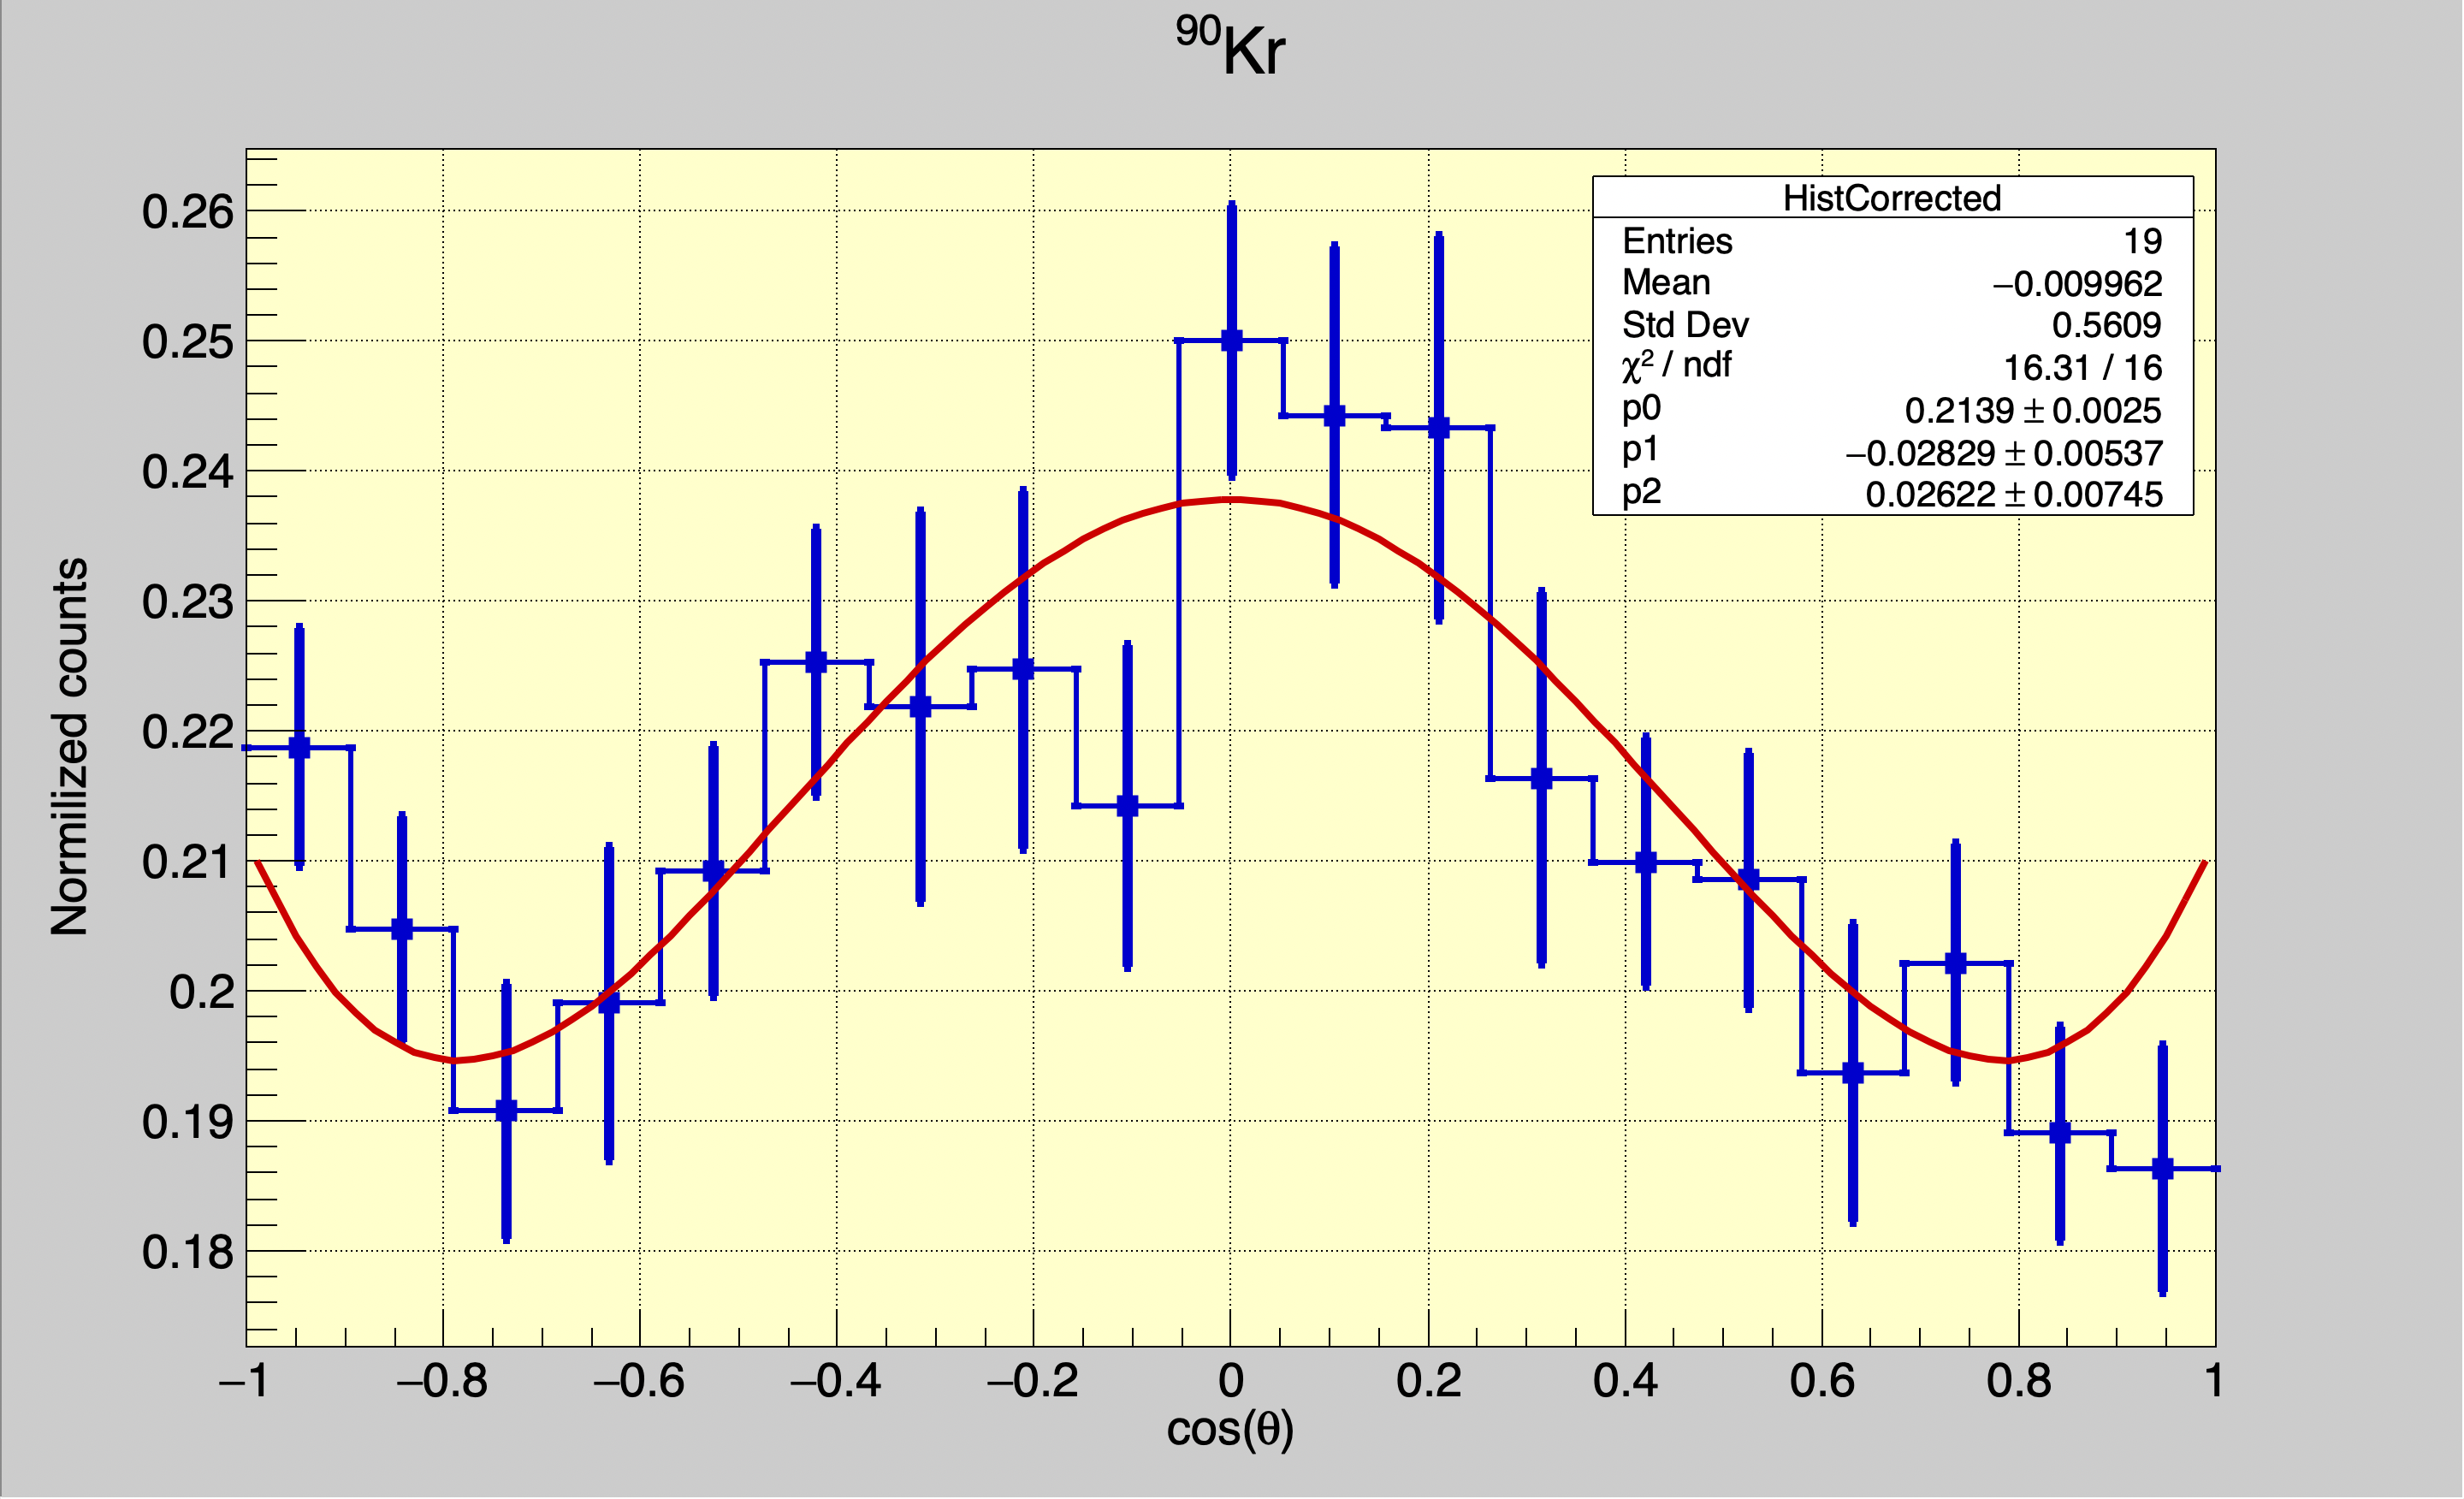 ⁹⁰Kr
HistCorrected
Entries 19
Mean −0.009962
Std Dev 0.5609
χ² / ndf 16.31 / 16
p0 0.2139 ± 0.0025
p1 −0.02829 ± 0.00537
p2 0.02622 ± 0.00745
Normilized counts
0.26
0.25
0.24
0.23
0.22
0.21
0.2
0.19
0.18
−1 −0.8 −0.6 −0.4 −0.2 0 0.2 0.4 0.6 0.8 1
cos(θ)